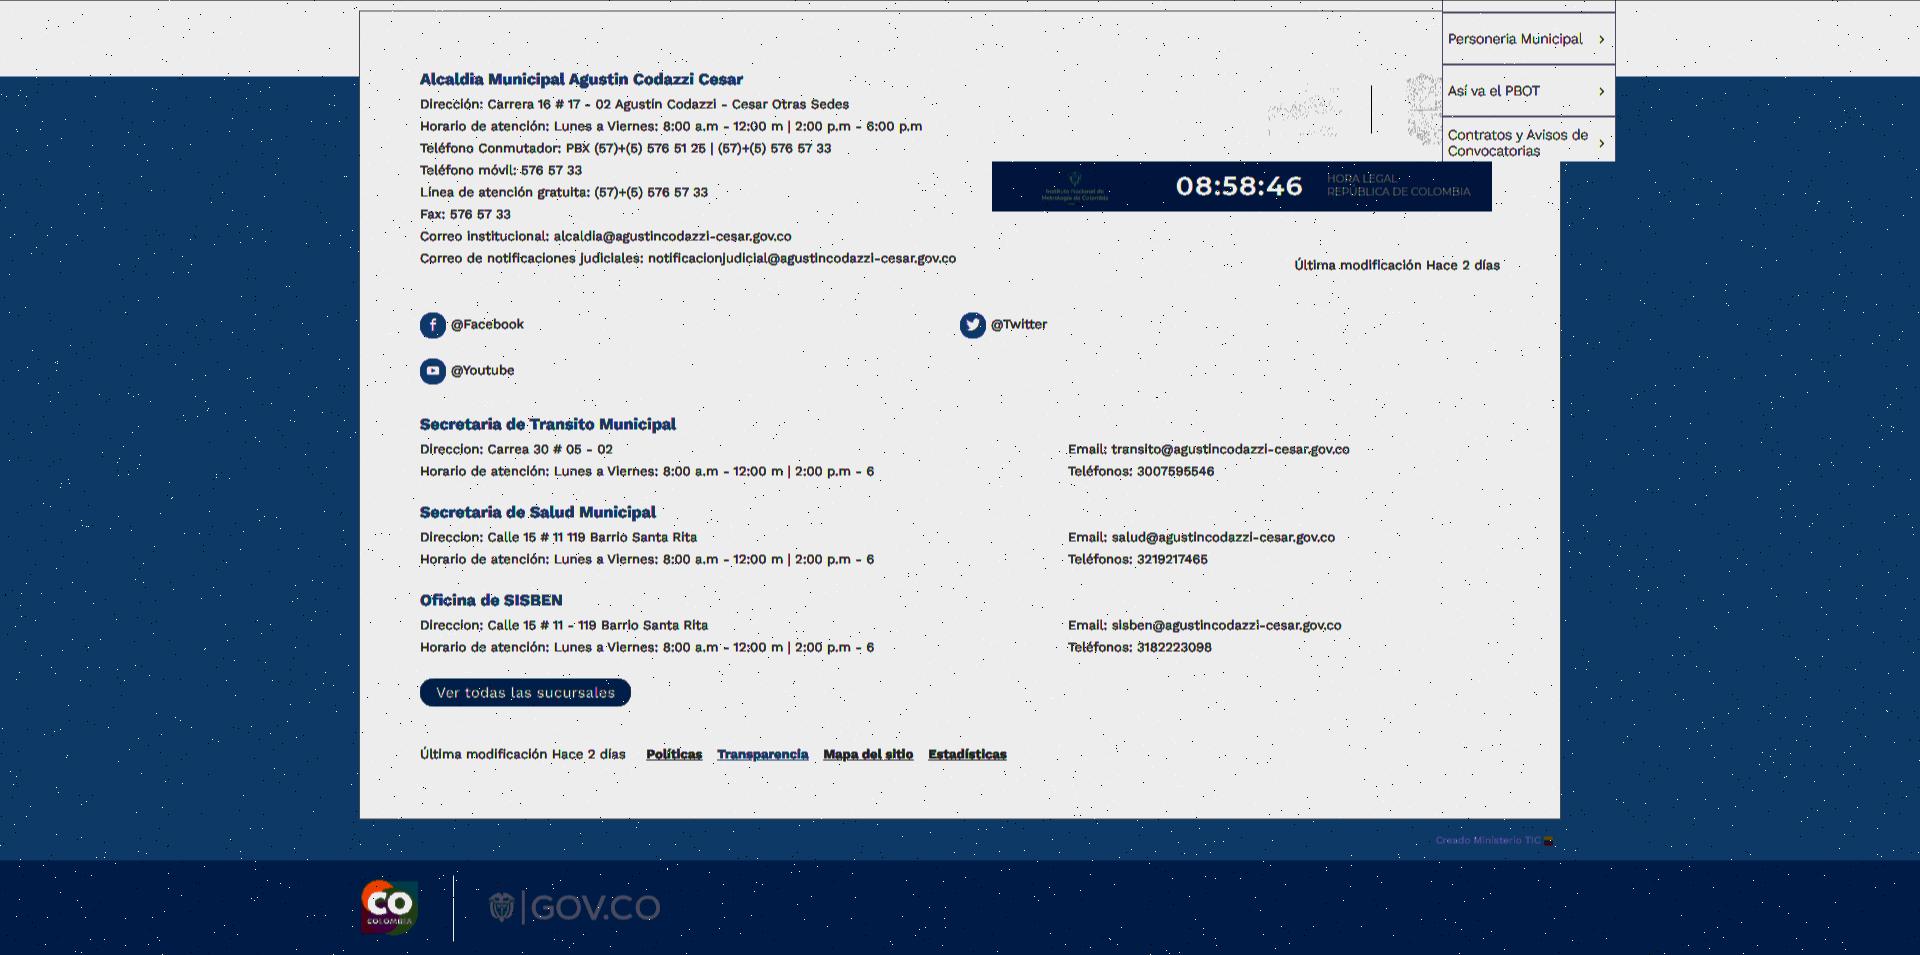 Personeria Municipal
Así va el PBOT
Contratos y Avisos de
Convocatorias
Alcaldia Municipal Agustin Codazzi Cesar
Dirección: Carrera 16 # 17 - 02 Agustín Codazzi - Cesar Otras Sedes
Horario de atención: Lunes a Viernes: 8:00 a.m - 12:00 m | 2:00 p.m - 6:00 p.m
Teléfono Conmutador: PBX (57)+(5) 576 51 25 | (57)+(5) 576 57 33
Teléfono móvil: 576 57 33
Línea de atención gratuita: (57)+(5) 576 57 33
Fax: 576 57 33
Correo institucional: alcaldia@agustincodazzi-cesar.gov.co
Correo de notificaciones judiciales: notificacionjudicial@agustincodazzi-cesar.gov.co
Instituto Nacional de
Metrología de Colombia
08:58:46
HORA LEGAL
REPÚBLICA DE COLOMBIA
Última modificación Hace 2 días
@Facebook
@Twitter
@Youtube
Secretaria de Transito Municipal
Direccion: Carrea 30 # 05 - 02
Horario de atención: Lunes a Viernes: 8:00 a.m - 12:00 m | 2:00 p.m - 6
Email: transito@agustincodazzi-cesar.gov.co
Teléfonos: 3007595546
Secretaria de Salud Municipal
Direccion: Calle 15 # 11 119 Barrio Santa Rita
Horario de atención: Lunes a Viernes: 8:00 a.m - 12:00 m | 2:00 p.m - 6
Email: salud@agustincodazzi-cesar.gov.co
Teléfonos: 3219217465
Oficina de SISBEN
Direccion: Calle 15 # 11 - 119 Barrio Santa Rita
Horario de atención: Lunes a Viernes: 8:00 a.m - 12:00 m | 2:00 p.m - 6
Email: sisben@agustincodazzi-cesar.gov.co
Teléfonos: 3182223098
Ver todas las sucursales
Última modificación Hace 2 días Políticas Transparencia Mapa del sitio Estadísticas
Creado Ministerio TIC
CO
COLOMBIA
GOV.CO